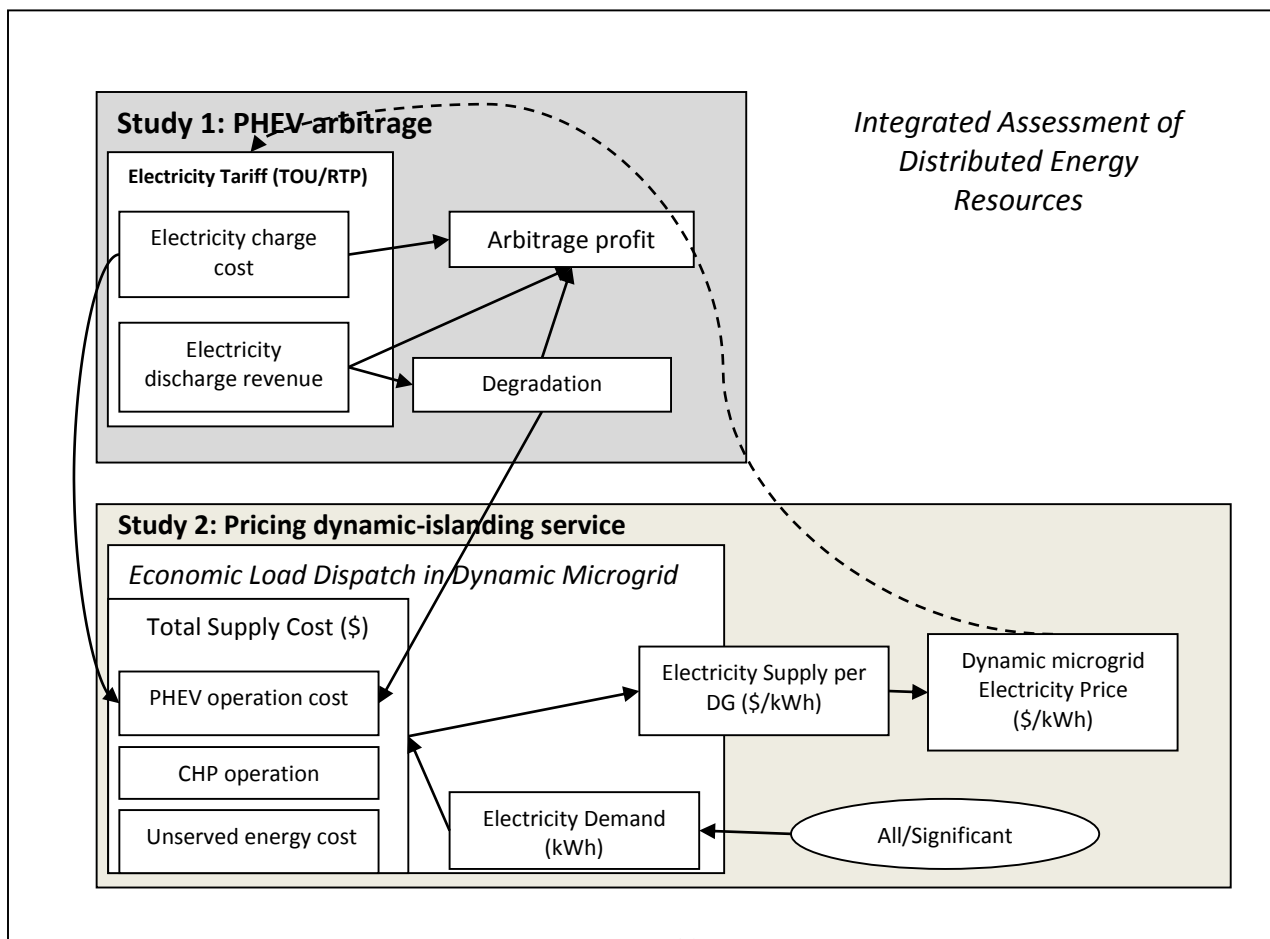 Integrated Assessment of
Distributed Energy
Resources
Study 1: PHEV arbitrage
Electricity Tariff (TOU/RTP)
Electricity charge
cost
Arbitrage profit
Electricity
discharge revenue
Degradation
Study 2: Pricing dynamic-islanding service
Economic Load Dispatch in Dynamic Microgrid
Total Supply Cost ($)
PHEV operation cost
CHP operation
Unserved energy cost
Electricity Supply per
DG ($/kWh)
Dynamic microgrid
Electricity Price
($/kWh)
Electricity Demand
(kWh)
All/Significant